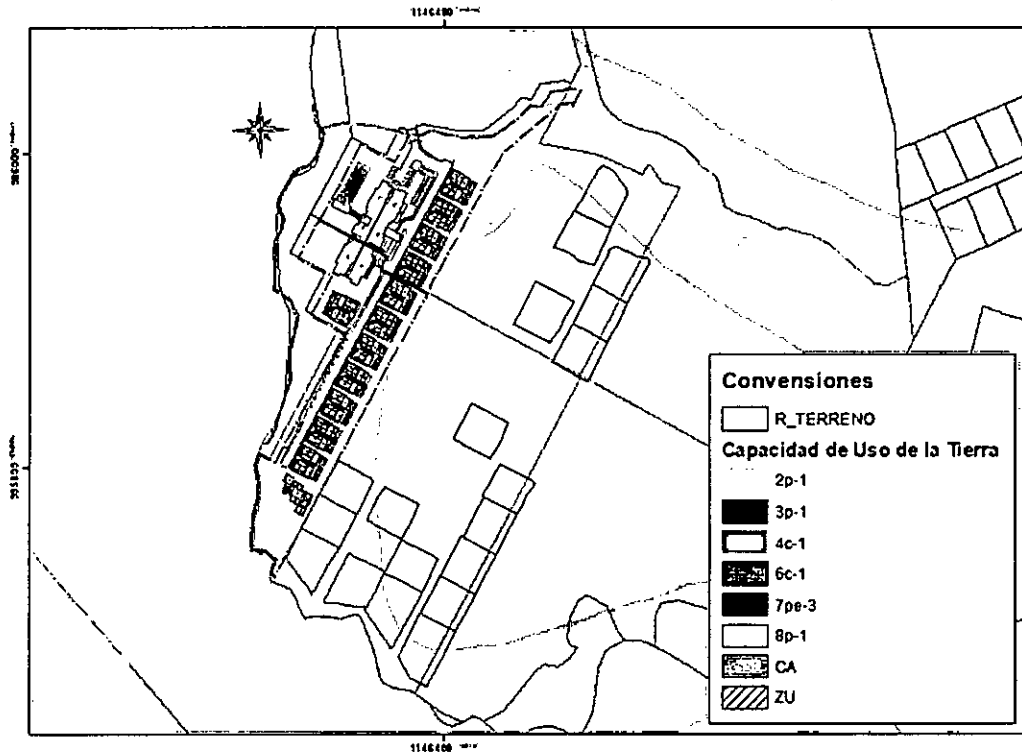 Convensiones
R_TERRENO
Capacidad de Uso de la Tierra
2p-1
3p-1
4c-1
6c-1
7pe-3
8p-1
CA
ZU